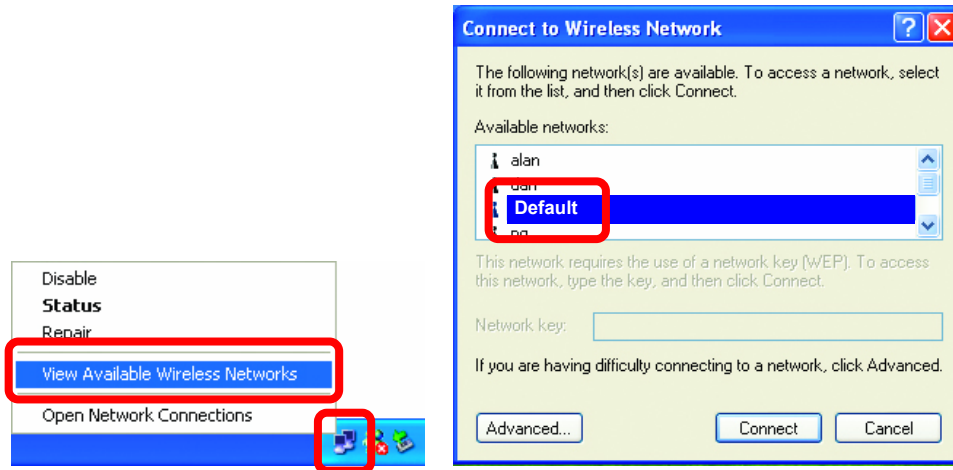 Disable
Status
Repair
View Available Wireless Networks
Open Network Connections
Connect to Wireless Network
The following network(s) are available. To access a network, select
it from the list, and then click Connect.
Available networks:
alan
dan
Default
pg
This network requires the use of a network key (WEP). To access
this network, type the key, and then click Connect.
Network key:
If you are having difficulty connecting to a network, click Advanced.
Advanced...
Connect
Cancel